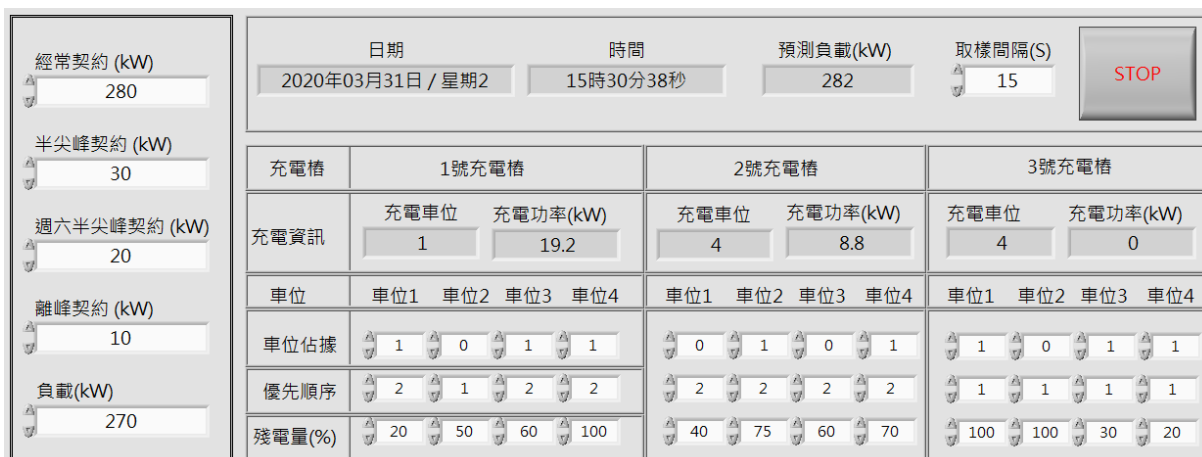 經常契約 (kW)
280
半尖峰契約 (kW)
30
週六半尖峰契約 (kW)
20
離峰契約 (kW)
10
負載(kW)
270
日期 時間 預測負載(kW) 取樣間隔(S)
2020年03月31日 / 星期2 15時30分38秒 282 15 STOP
充電樁 1號充電樁 2號充電樁 3號充電樁
充電車位 充電功率(kW) 充電車位 充電功率(kW) 充電車位 充電功率(kW)
充電資訊 1 19.2 4 8.8 4 0
車位 車位1 車位2 車位3 車位4 車位1 車位2 車位3 車位4 車位1 車位2 車位3 車位4
車位佔據 1 0 1 1 0 1 0 1 1 0 1 1
優先順序 2 1 2 2 2 2 2 2 1 1 1 1
殘電量(%) 20 50 60 100 40 75 60 70 100 100 30 20